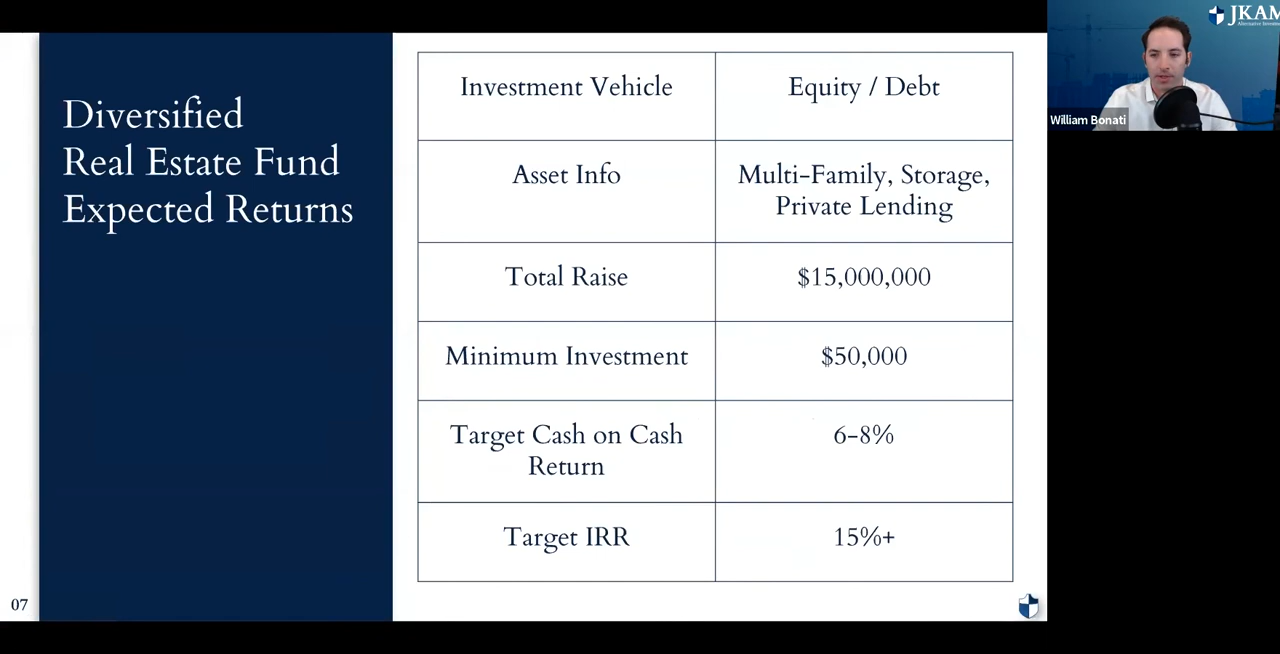 Diversified
Real Estate Fund
Expected Returns
Investment Vehicle
Equity / Debt
Asset Info
Multi-Family, Storage,
Private Lending
Total Raise
$15,000,000
Minimum Investment
$50,000
Target Cash on Cash
Return
6-8%
Target IRR
15%+
07
JKAM
Alternative
William Bonati